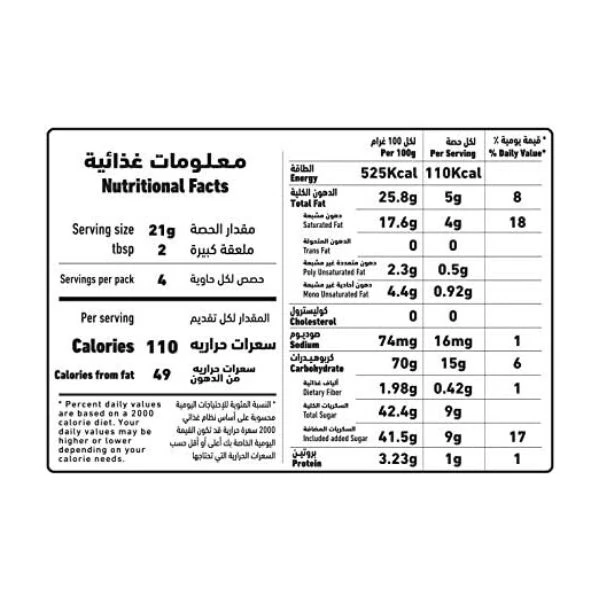 معلومات غذائية
Nutritional Facts
Serving size 21g مقدار الحصة
tbsp 2 ملعقة كبيرة
Servings per pack 4 حصص لكل حاوية
Per serving المقدار لكل تقديم
Calories 110 سعرات حراريه
Calories from fat 49 سعرات حراريه من الدهون
* Percent daily values
are based on a 2000
calorie diet. Your
daily values may be
higher or lower
depending on your
calorie needs.
* النسبة المئوية للإحتياجات اليومية
محسوبة على أساس نظام غذائي
2000 سعرة حرارية قد تكون القيمة
اليومية الخاصة بك أعلى أو أقل حسب
السعرات الحرارية التي تحتاجها
لكل 100 غرام لكل حصة * قيمة يومية %
Per 100g Per Serving % Daily Value*
الطاقة
Energy 525Kcal 110Kcal
الدهون الكلية
Total Fat 25.8g 5g 8
دهون مشبعة
Saturated Fat 17.6g 4g 18
الدهون المتحولة
Trans Fat 0 0
دهون متعددة غير مشبعة
Poly Unsaturated Fat 2.3g 0.5g
دهون أحادية غير مشبعة
Mono Unsaturated Fat 4.4g 0.92g
كوليسترول
Cholesterol 0 0
صوديوم
Sodium 74mg 16mg 1
كربوهيدرات
Carbohydrate 70g 15g 6
ألياف غذائية
Dietary Fiber 1.98g 0.42g 1
السكريات الكلية
Total Sugar 42.4g 9g
السكريات المضافة
Included added Sugar 41.5g 9g 17
بروتين
Protein 3.23g 1g 1